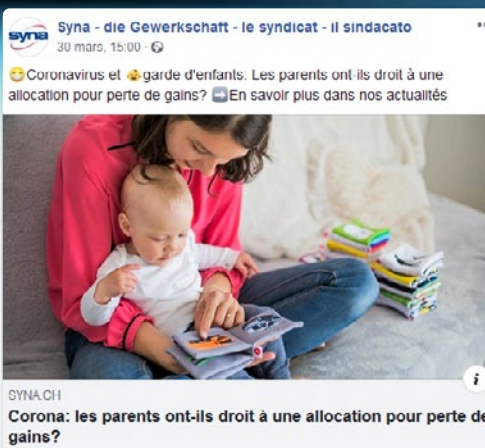 syna
Syna - die Gewerkschaft - le syndicat - il sindacato
30 mars, 15:00 ·
Coronavirus et garde d'enfants. Les parents ont-ils droit à une
allocation pour perte de gains? En savoir plus dans nos actualités
i
SYNA.CH
Corona: les parents ont-ils droit à une allocation pour perte de
gains?